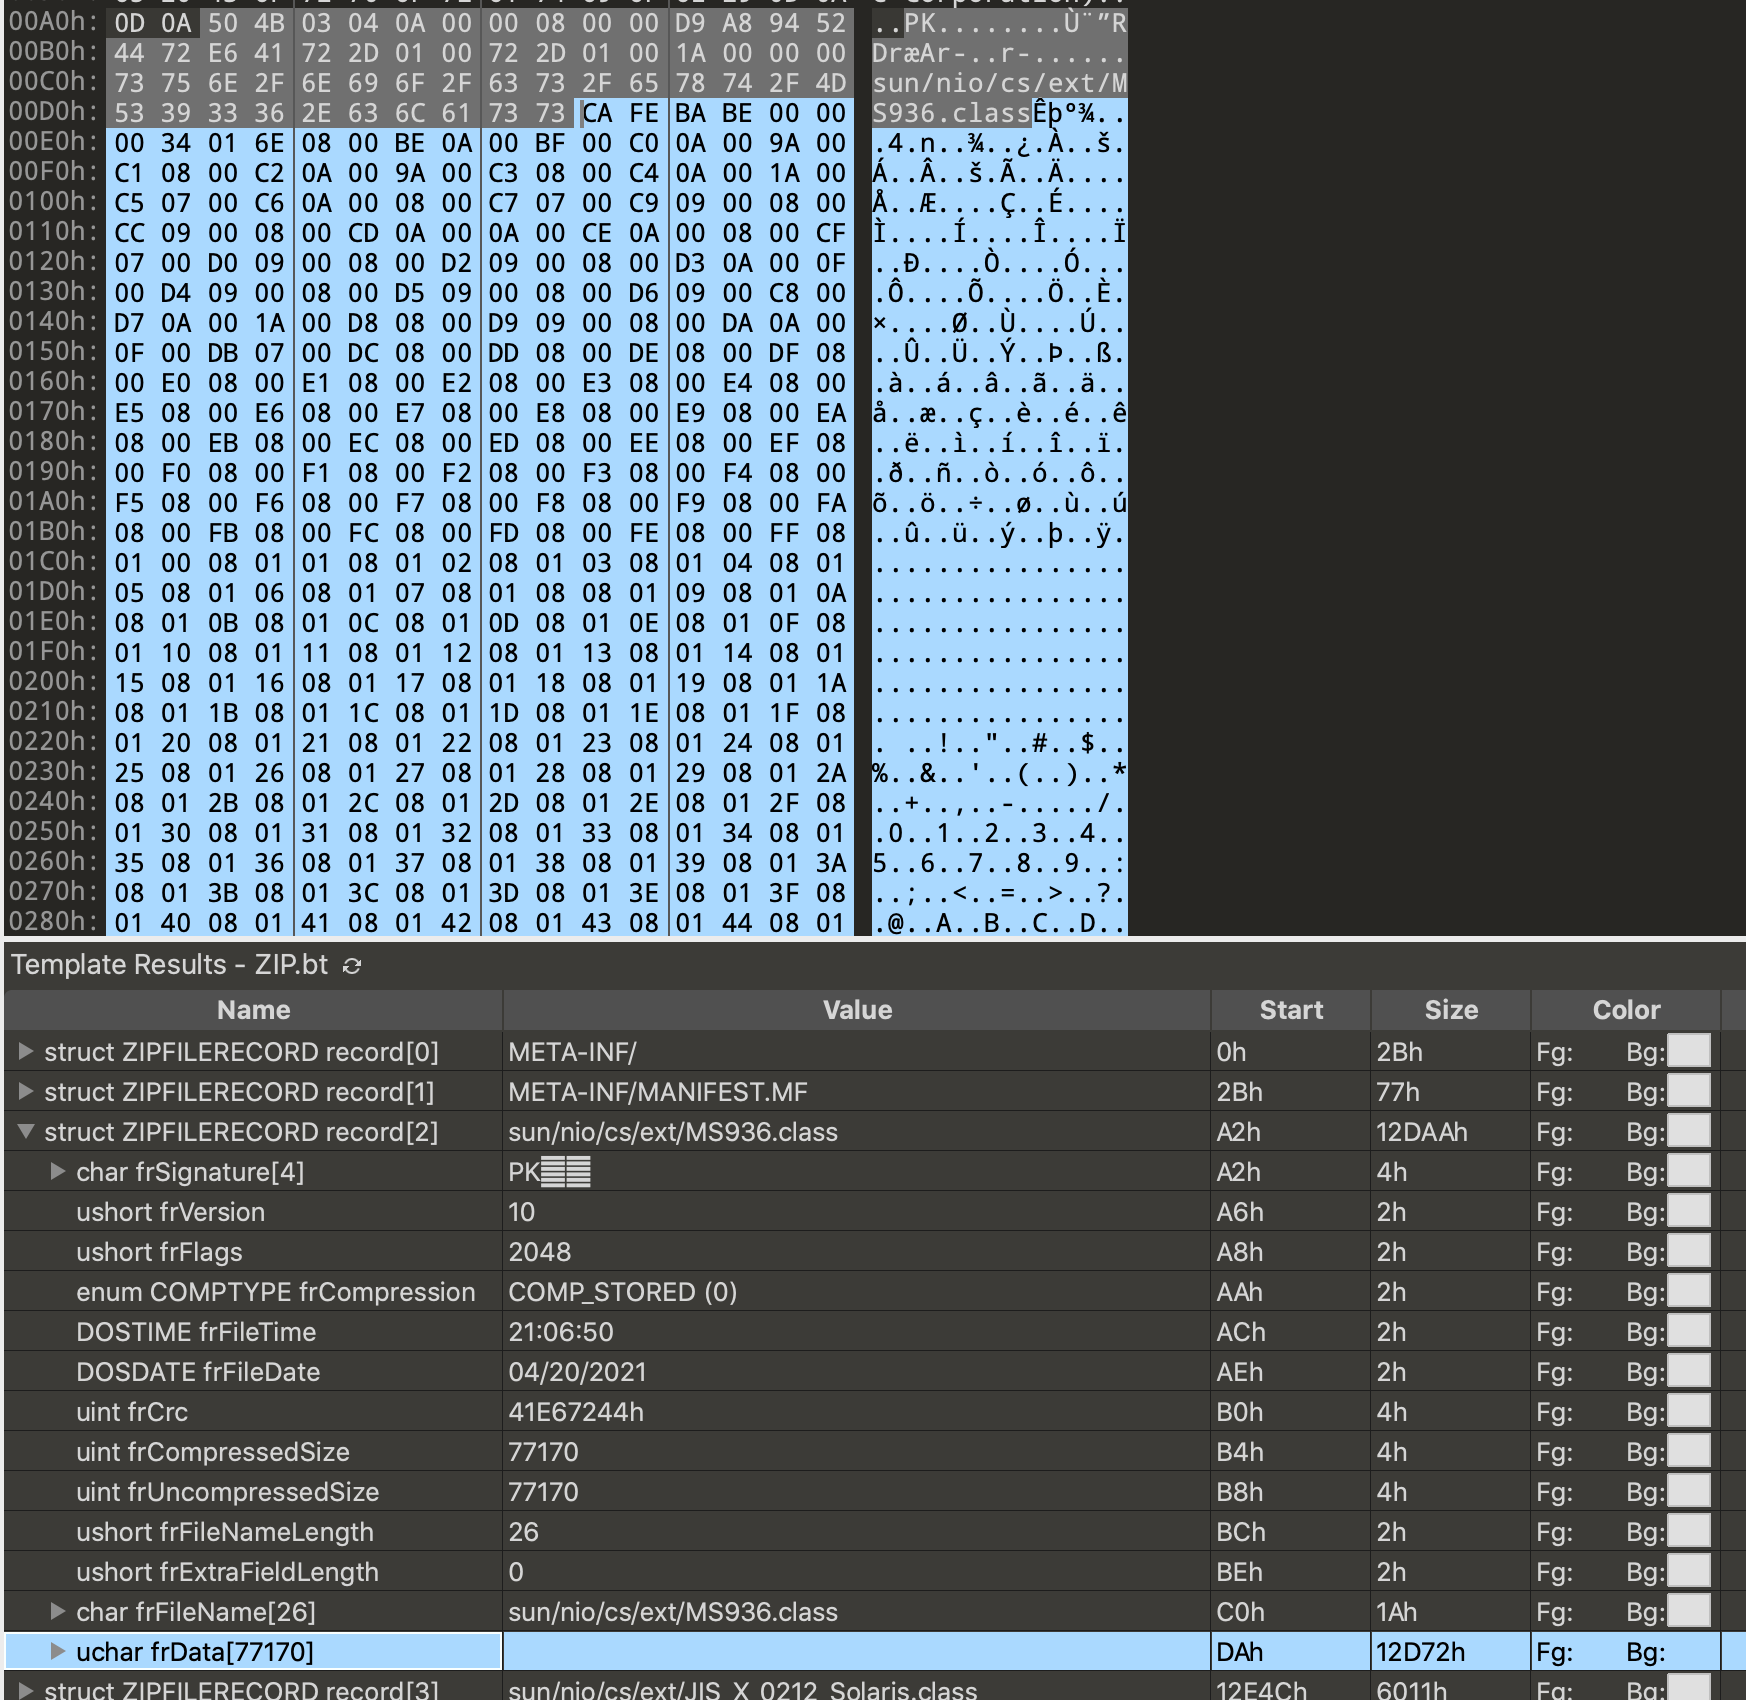 00A0h: 0D 0A 50 4B 03 04 0A 00 00 08 00 00 D9 A8 94 52 ..PK........Ù¨”R
00B0h: 44 72 E6 41 72 2D 01 00 72 2D 01 00 1A 00 00 00 DræAr-..r-......
00C0h: 73 75 6E 2F 6E 69 6F 2F 63 73 2F 65 78 74 2F 4D sun/nio/cs/ext/M
00D0h: 53 39 33 36 2E 63 6C 61 73 73 CA FE BA BE 00 00 S936.classÊþº¾..
00E0h: 00 34 01 6E 08 00 BE 0A 00 BF 00 C0 0A 00 9A 00 .4.n..¾..¿.À..š.
00F0h: C1 08 00 C2 0A 00 9A 00 C3 08 00 C4 0A 00 1A 00 Á..Â..š.Ã..Ä....
0100h: C5 07 00 C6 0A 00 08 00 C7 07 00 C9 09 00 08 00 Å..Æ....Ç..É....
0110h: CC 09 00 08 00 CD 0A 00 0A 00 CE 0A 00 08 00 CF Ì....Í....Î....Ï
0120h: 07 00 D0 09 00 08 00 D2 09 00 08 00 D3 0A 00 0F ..Ð....Ò....Ó...
0130h: 00 D4 09 00 08 00 D5 09 00 08 00 D6 09 00 C8 00 .Ô....Õ....Ö..È.
0140h: D7 0A 00 1A 00 D8 08 00 D9 09 00 08 00 DA 0A 00 ×....Ø..Ù....Ú..
0150h: 0F 00 DB 07 00 DC 08 00 DD 08 00 DE 08 00 DF 08 ..Û..Ü..Ý..Þ..ß.
0160h: 00 E0 08 00 E1 08 00 E2 08 00 E3 08 00 E4 08 00 .à..á..â..ã..ä..
0170h: E5 08 00 E6 08 00 E7 08 00 E8 08 00 E9 08 00 EA å..æ..ç..è..é..ê
0180h: 08 00 EB 08 00 EC 08 00 ED 08 00 EE 08 00 EF 08 ..ë..ì..í..î..ï.
0190h: 00 F0 08 00 F1 08 00 F2 08 00 F3 08 00 F4 08 00 .ð..ñ..ò..ó..ô..
01A0h: F5 08 00 F6 08 00 F7 08 00 F8 08 00 F9 08 00 FA õ..ö..÷..ø..ù..ú
01B0h: 08 00 FB 08 00 FC 08 00 FD 08 00 FE 08 00 FF 08 ..û..ü..ý..þ..ÿ.
01C0h: 01 00 08 01 01 08 01 02 08 01 03 08 01 04 08 01 ................
01D0h: 05 08 01 06 08 01 07 08 01 08 08 01 09 08 01 0A ................
01E0h: 08 01 0B 08 01 0C 08 01 0D 08 01 0E 08 01 0F 08 ................
01F0h: 01 10 08 01 11 08 01 12 08 01 13 08 01 14 08 01 ................
0200h: 15 08 01 16 08 01 17 08 01 18 08 01 19 08 01 1A ................
0210h: 08 01 1B 08 01 1C 08 01 1D 08 01 1E 08 01 1F 08 ................
0220h: 01 20 08 01 21 08 01 22 08 01 23 08 01 24 08 01 . ..!.."..#..$..
0230h: 25 08 01 26 08 01 27 08 01 28 08 01 29 08 01 2A %..&..'..(..)..*
0240h: 08 01 2B 08 01 2C 08 01 2D 08 01 2E 08 01 2F 08 ..+..,..-...../.
0250h: 01 30 08 01 31 08 01 32 08 01 33 08 01 34 08 01 .0..1..2..3..4..
0260h: 35 08 01 36 08 01 37 08 01 38 08 01 39 08 01 3A 5..6..7..8..9..:
0270h: 08 01 3B 08 01 3C 08 01 3D 08 01 3E 08 01 3F 08 ..;..<..=..>..?.
0280h: 01 40 08 01 41 08 01 42 08 01 43 08 01 44 08 01 .@..A..B..C..D..
Template Results - ZIP.bt
Name Value Start Size Color
struct ZIPFILERECORD record[0] META-INF/ 0h 2Bh Fg: Bg:
struct ZIPFILERECORD record[1] META-INF/MANIFEST.MF 2Bh 77h Fg: Bg:
struct ZIPFILERECORD record[2] sun/nio/cs/ext/MS936.class A2h 12DAAh Fg: Bg:
char frSignature[4] PK A2h 4h Fg: Bg:
ushort frVersion 10 A6h 2h Fg: Bg:
ushort frFlags 2048 A8h 2h Fg: Bg:
enum COMPTYPE frCompression COMP_STORED (0) AAh 2h Fg: Bg:
DOSTIME frFileTime 21:06:50 ACh 2h Fg: Bg:
DOSDATE frFileDate 04/20/2021 AEh 2h Fg: Bg:
uint frCrc 41E67244h B0h 4h Fg: Bg:
uint frCompressedSize 77170 B4h 4h Fg: Bg:
uint frUncompressedSize 77170 B8h 4h Fg: Bg:
ushort frFileNameLength 26 BCh 2h Fg: Bg:
ushort frExtraFieldLength 0 BEh 2h Fg: Bg:
char frFileName[26] sun/nio/cs/ext/MS936.class C0h 1Ah Fg: Bg:
uchar frData[77170] DAh 12D72h Fg: Bg:
struct ZIPFILERECORD record[3] sun/nio/cs/ext/JIS_X_0212_Solaris.class 12E4Ch 6011h Fg: Bg: